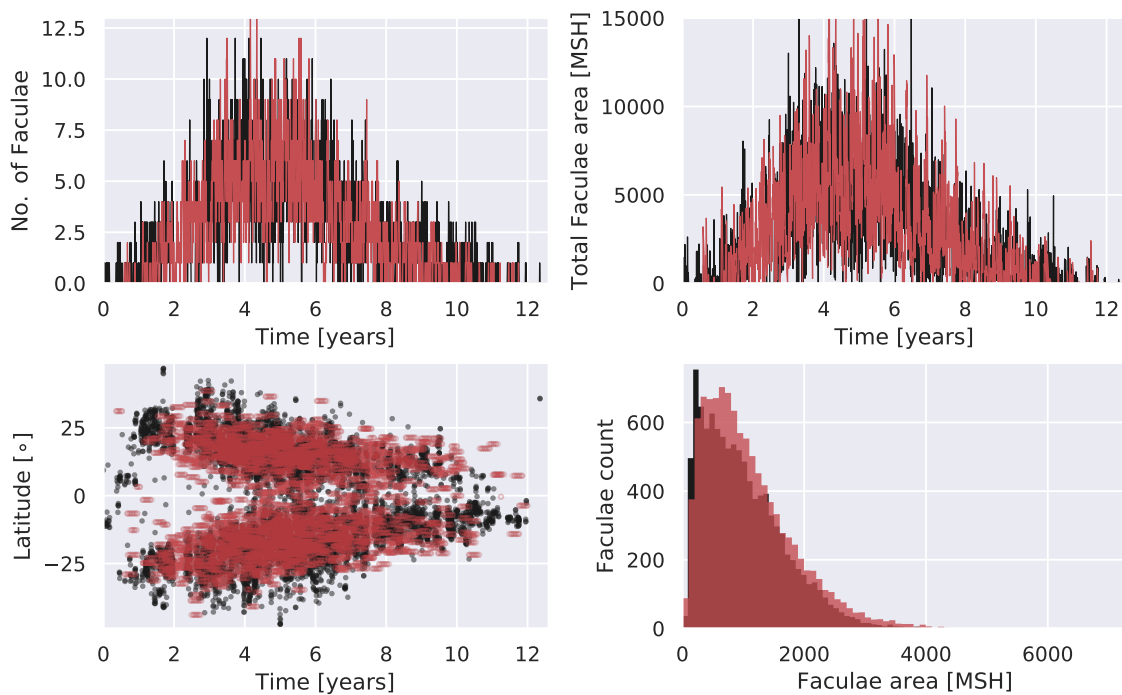 12.5
10.0
7.5
5.0
2.5
0.0
No. of Faculae
0 2 4 6 8 10 12
Time [years]
15000
10000
5000
0
Total Faculae area [MSH]
0 2 4 6 8 10 12
Time [years]
25
0
−25
Latitude [∘]
0 2 4 6 8 10 12
Time [years]
600
400
200
0
Faculae count
0 2000 4000 6000
Faculae area [MSH]